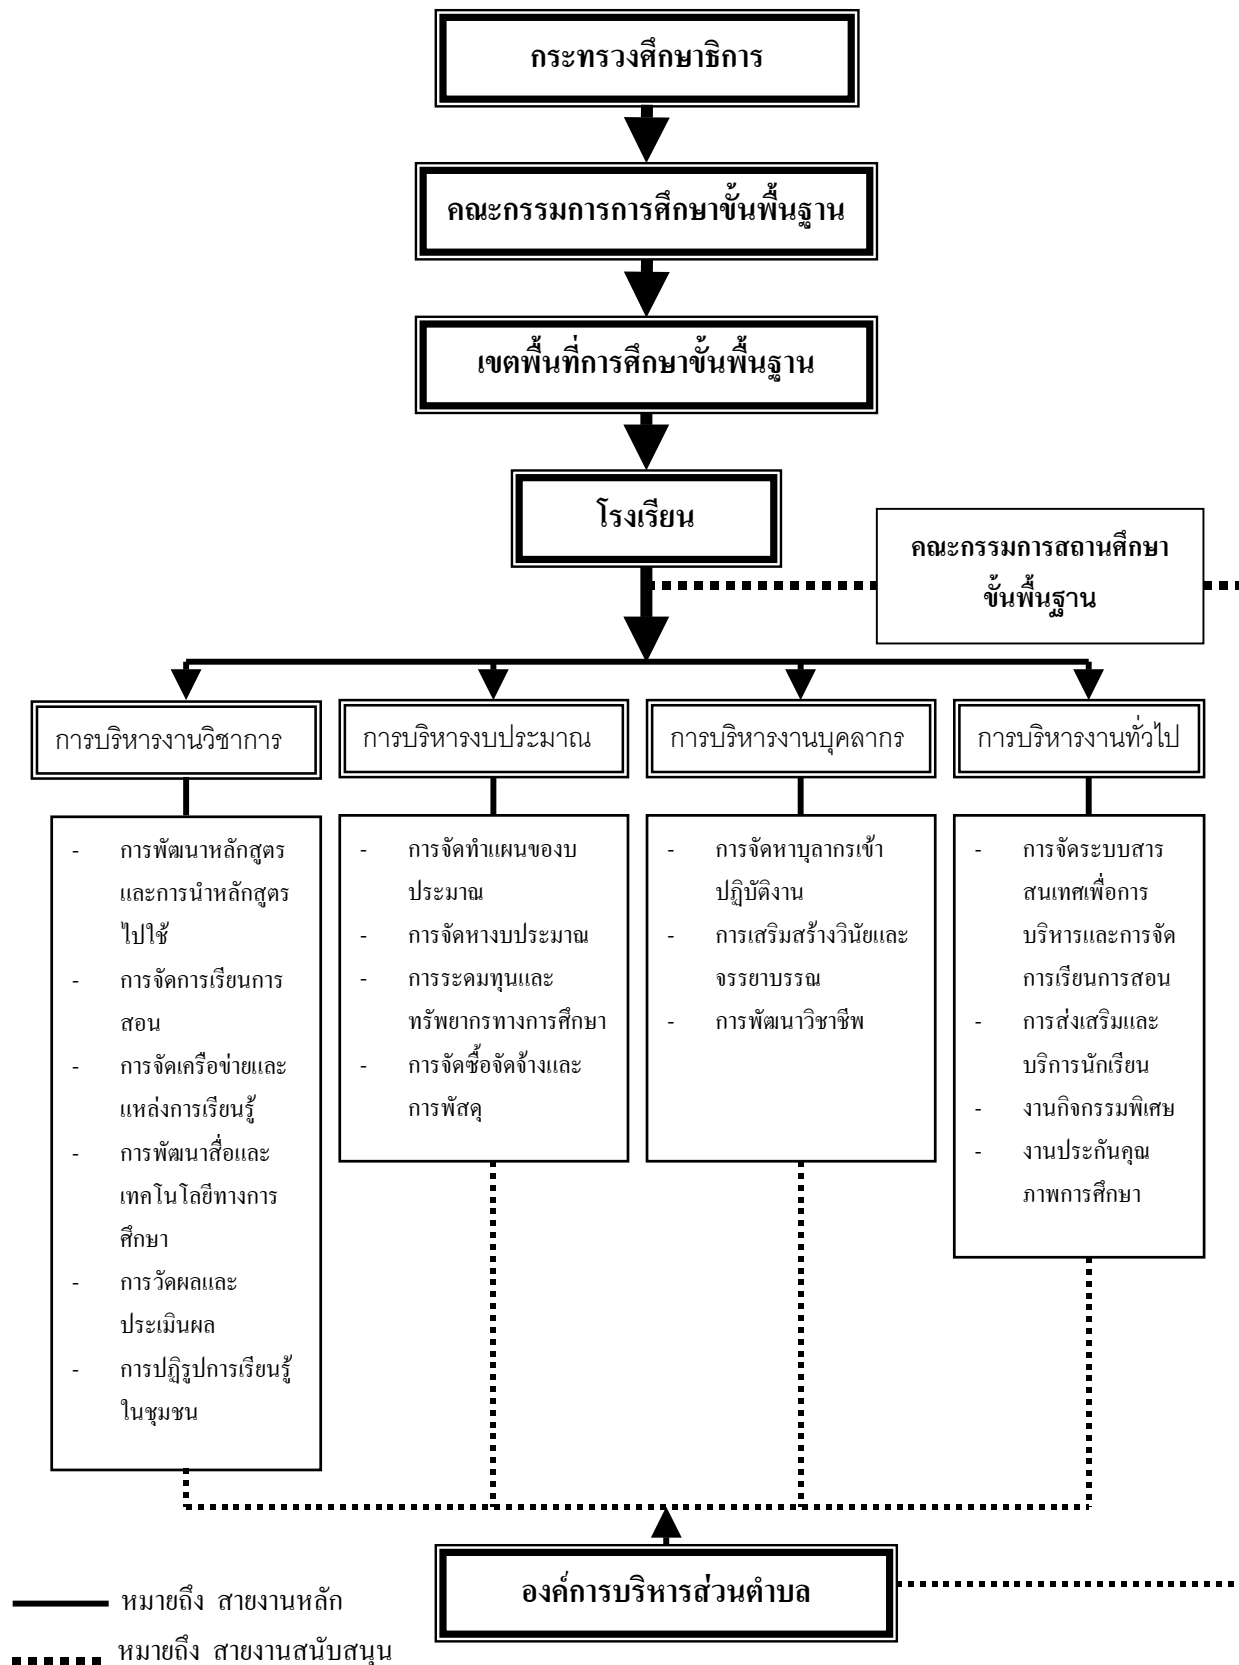 กระทรวงศึกษาธิการ
คณะกรรมการการศึกษาขั้นพื้นฐาน
เขตพื้นที่การศึกษาขั้นพื้นฐาน
โรงเรียน
คณะกรรมการสถานศึกษา
ขั้นพื้นฐาน
การบริหารงานวิชาการ
การบริหารงบประมาณ
การบริหารงานบุคลากร
การบริหารงานทั่วไป
- การพัฒนาหลักสูตร
และการนำหลักสูตร
ไปใช้
- การจัดการเรียนการ
สอน
- การจัดเครือข่ายและ
แหล่งการเรียนรู้
- การพัฒนาสื่อและ
เทคโนโลยีทางการ
ศึกษา
- การวัดผลและ
ประเมินผล
- การปฏิรูปการเรียนรู้
ในชุมชน
- การจัดทำแผนของบ
ประมาณ
- การจัดหางบประมาณ
- การระดมทุนและ
ทรัพยากรทางการศึกษา
- การจัดซื้อจัดจ้างและ
การพัสดุ
- การจัดหาบุลากรเข้า
ปฏิบัติงาน
- การเสริมสร้างวินัยและ
จรรยาบรรณ
- การพัฒนาวิชาชีพ
- การจัดระบบสาร
สนเทศเพื่อการ
บริหารและการจัด
การเรียนการสอน
- การส่งเสริมและ
บริการนักเรียน
- งานกิจกรรมพิเศษ
- งานประกันคุณ
ภาพการศึกษา
องค์การบริหารส่วนตำบล
หมายถึง สายงานหลัก
หมายถึง สายงานสนับสนุน